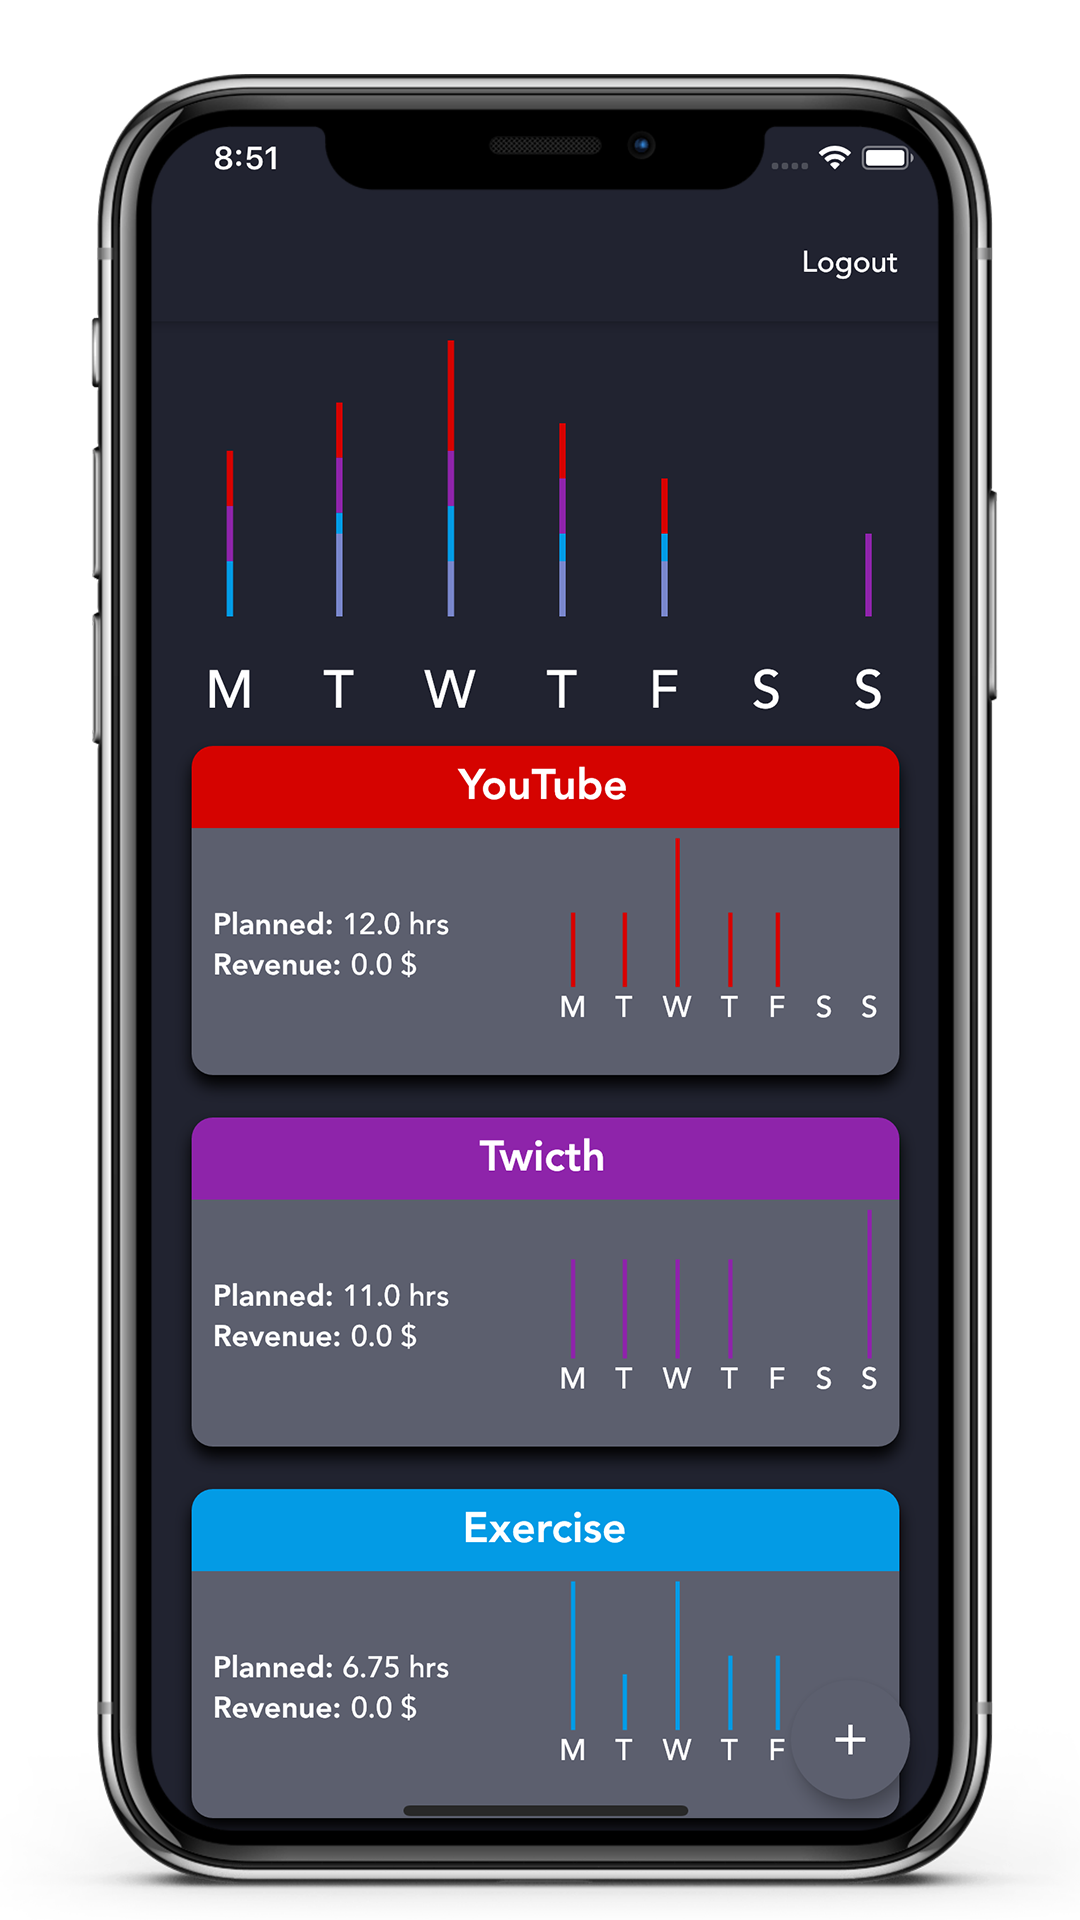 8:51
Logout
M T W T F S S
YouTube
Planned: 12.0 hrs
Revenue: 0.0 $
M T W T F S S
Twicth
Planned: 11.0 hrs
Revenue: 0.0 $
M T W T F S S
Exercise
Planned: 6.75 hrs
Revenue: 0.0 $
M T W T F
+